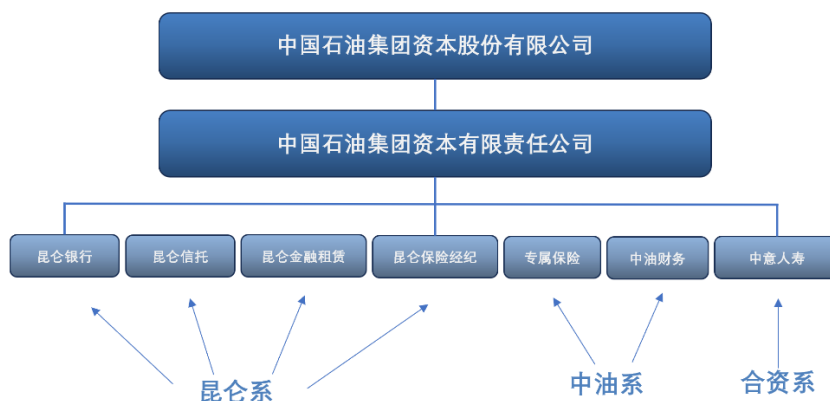 中国石油集团资本股份有限公司
中国石油集团资本有限责任公司
昆仑银行
昆仑信托
昆仑金融租赁
昆仑保险经纪
专属保险
中油财务
中意人寿
昆仑系
中油系
合资系